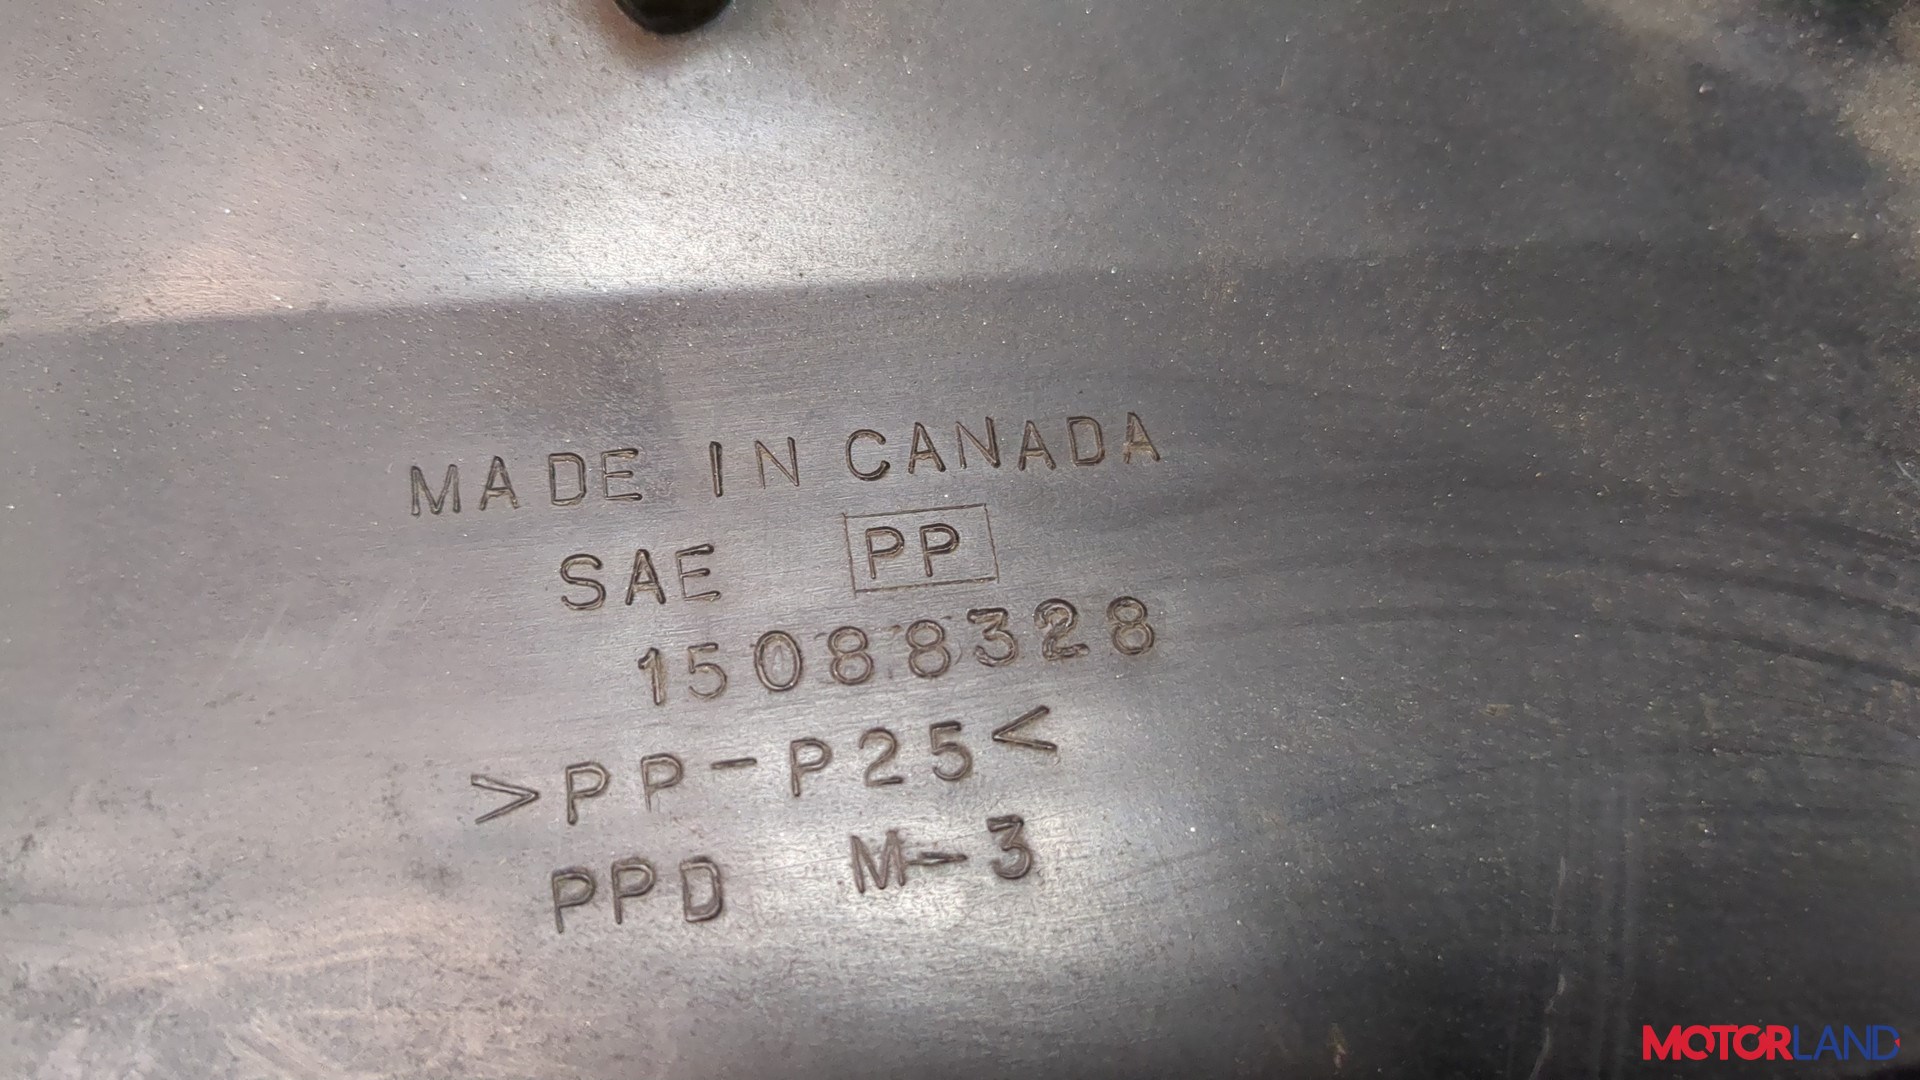 MADE IN CANADA
SAE PP
15088328
>PP-P25<
PPD M-3
MOTORLAND